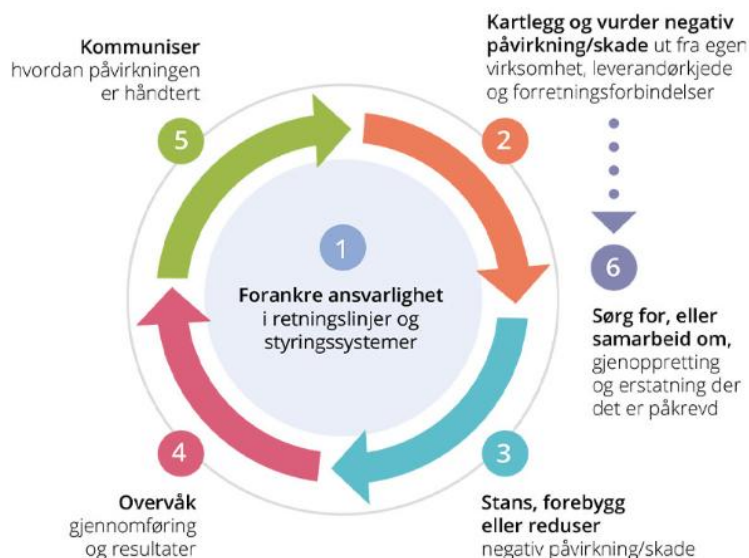 1
Forankre ansvarlighet
i retningslinjer og
styringssystemer
2
Kartlegg og vurder negativ
påvirkning/skade ut fra egen
virksomhet, leverandørkjede
og forretningsforbindelser
3
Stans, forebygg
eller reduser
negativ påvirkning/skade
4
Overvåk
gjennomføring
og resultater
5
Kommuniser
hvordan påvirkningen
er håndtert
6
Sørg for, eller
samarbeid om,
gjenoppretting
og erstatning der
det er påkrevd